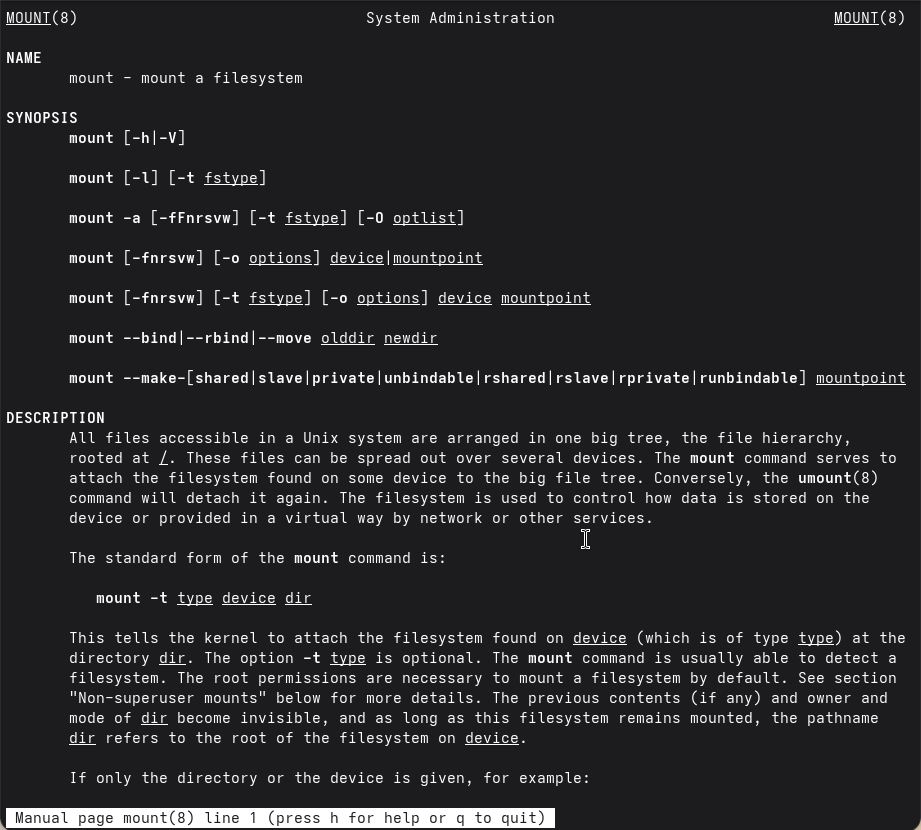 MOUNT(8) System Administration MOUNT(8)
NAME
mount - mount a filesystem
SYNOPSIS
mount [-h|-V]
mount [-l] [-t fstype]
mount -a [-fFnrsvw] [-t fstype] [-O optlist]
mount [-fnrsvw] [-o options] device|mountpoint
mount [-fnrsvw] [-t fstype] [-o options] device mountpoint
mount --bind|--rbind|--move olddir newdir
mount --make-[shared|slave|private|unbindable|rshared|rslave|rprivate|runbindable] mountpoint
DESCRIPTION
All files accessible in a Unix system are arranged in one big tree, the file hierarchy,
rooted at /. These files can be spread out over several devices. The mount command serves to
attach the filesystem found on some device to the big file tree. Conversely, the umount(8)
command will detach it again. The filesystem is used to control how data is stored on the
device or provided in a virtual way by network or other services.
The standard form of the mount command is:
mount -t type device dir
This tells the kernel to attach the filesystem found on device (which is of type type) at the
directory dir. The option -t type is optional. The mount command is usually able to detect a
filesystem. The root permissions are necessary to mount a filesystem by default. See section
"Non-superuser mounts" below for more details. The previous contents (if any) and owner and
mode of dir become invisible, and as long as this filesystem remains mounted, the pathname
dir refers to the root of the filesystem on device.
If only the directory or the device is given, for example:
Manual page mount(8) line 1 (press h for help or q to quit)